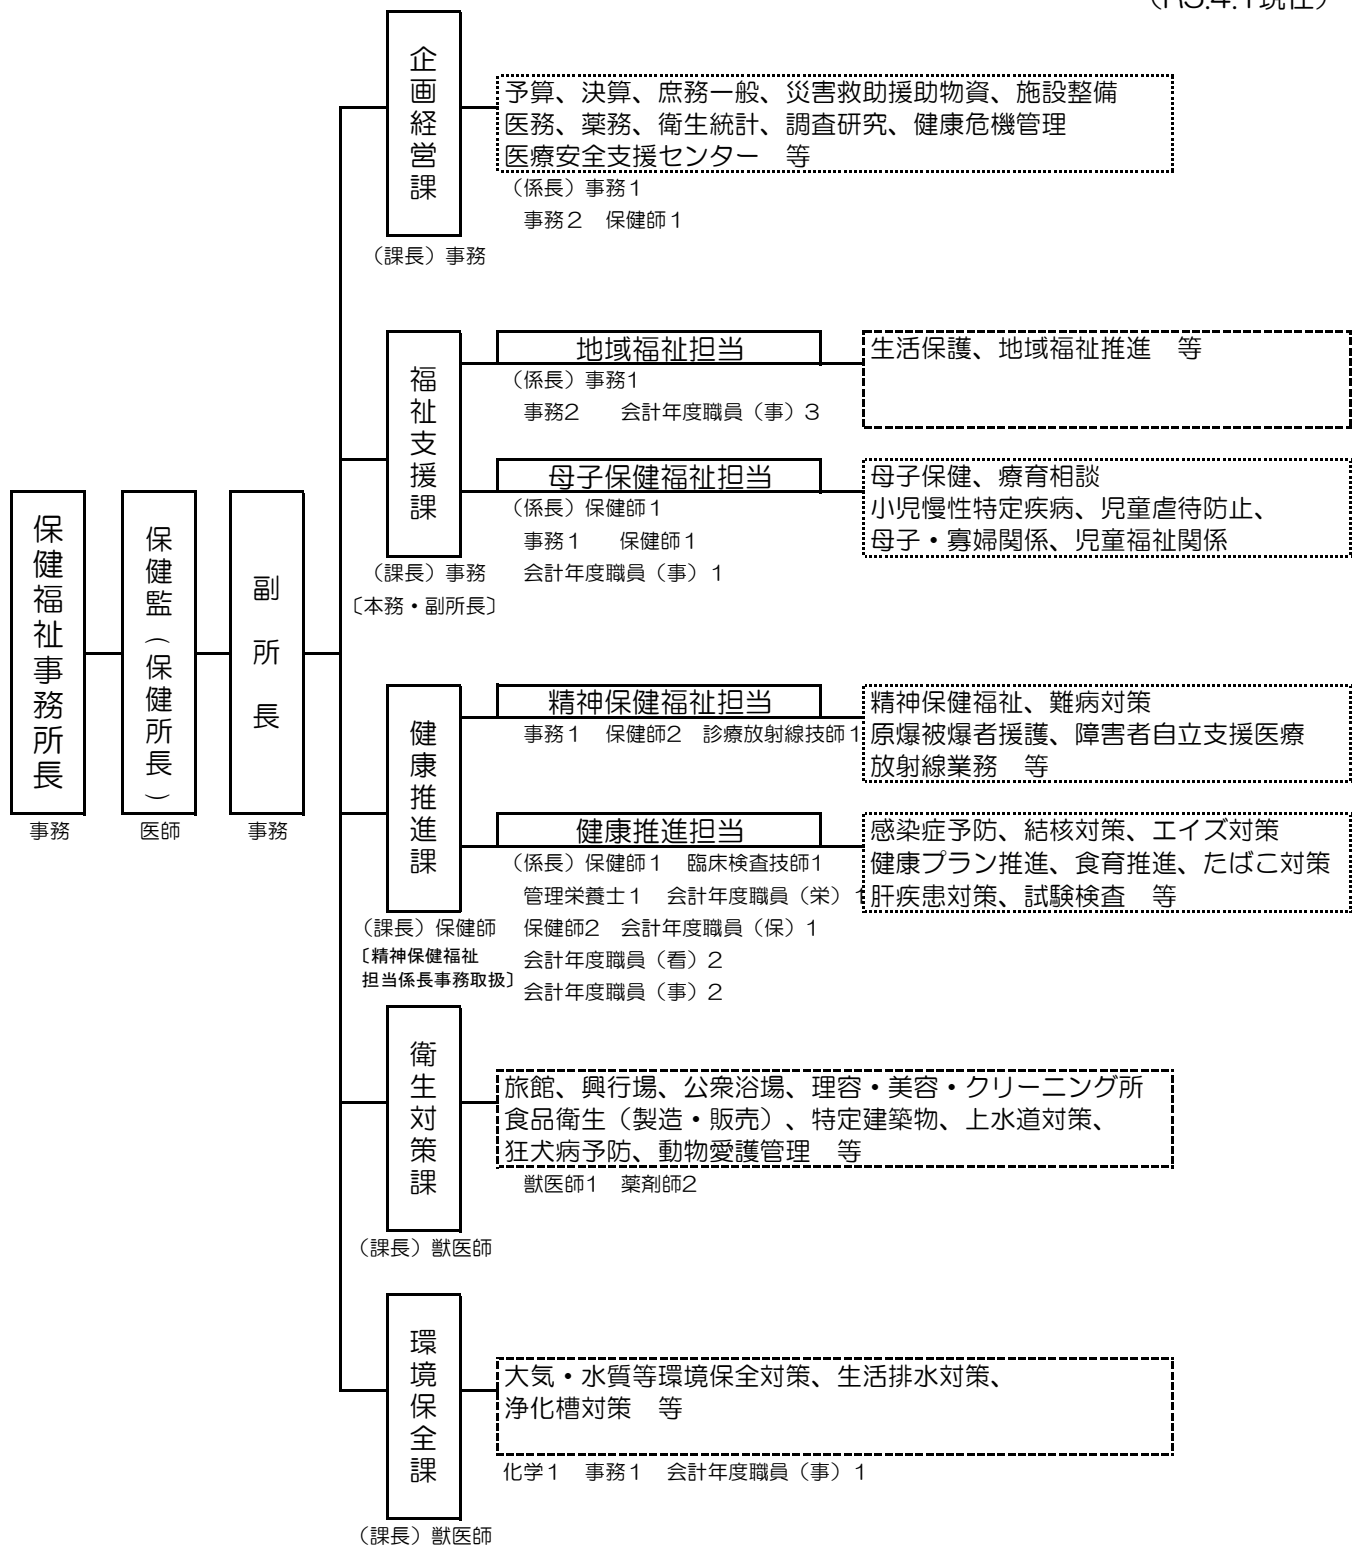 企画経営課
予算、決算、庶務一般、災害救助援助物資、施設整備
医務、薬務、衛生統計、調査研究、健康危機管理
医療安全支援センター　等
（係長）事務１
事務２　保健師１
（課長）事務
福祉支援課
地域福祉担当
（係長）事務1
事務2　会計年度職員（事）３
生活保護、地域福祉推進　等
母子保健福祉担当
（係長）保健師１
事務１　保健師１
会計年度職員（事）１
母子保健、療育相談
小児慢性特定疾病、児童虐待防止、
母子・寡婦関係、児童福祉関係
（課長）事務
〔本務・副所長〕
保健福祉事務所長
事務
保健監（保健所長）
医師
副所長
事務
健康推進課
精神保健福祉担当
事務１　保健師2　診療放射線技師１
精神保健福祉、難病対策
原爆被爆者援護、障害者自立支援医療
放射線業務　等
健康推進担当
（係長）保健師１　臨床検査技師1
管理栄養士１　会計年度職員（栄）１
保健師2　会計年度職員（保）１
会計年度職員（看）２
会計年度職員（事）２
感染症予防、結核対策、エイズ対策
健康プラン推進、食育推進、たばこ対策
肝疾患対策、試験検査　等
（課長）保健師
〔精神保健福祉
担当係長事務取扱〕
衛生対策課
旅館、興行場、公衆浴場、理容・美容・クリーニング所
食品衛生（製造・販売）、特定建築物、上水道対策、
狂犬病予防、動物愛護管理　等
獣医師1　薬剤師2
（課長）獣医師
環境保全課
大気・水質等環境保全対策、生活排水対策、
浄化槽対策　等
化学１　事務１　会計年度職員（事）１
（課長）獣医師